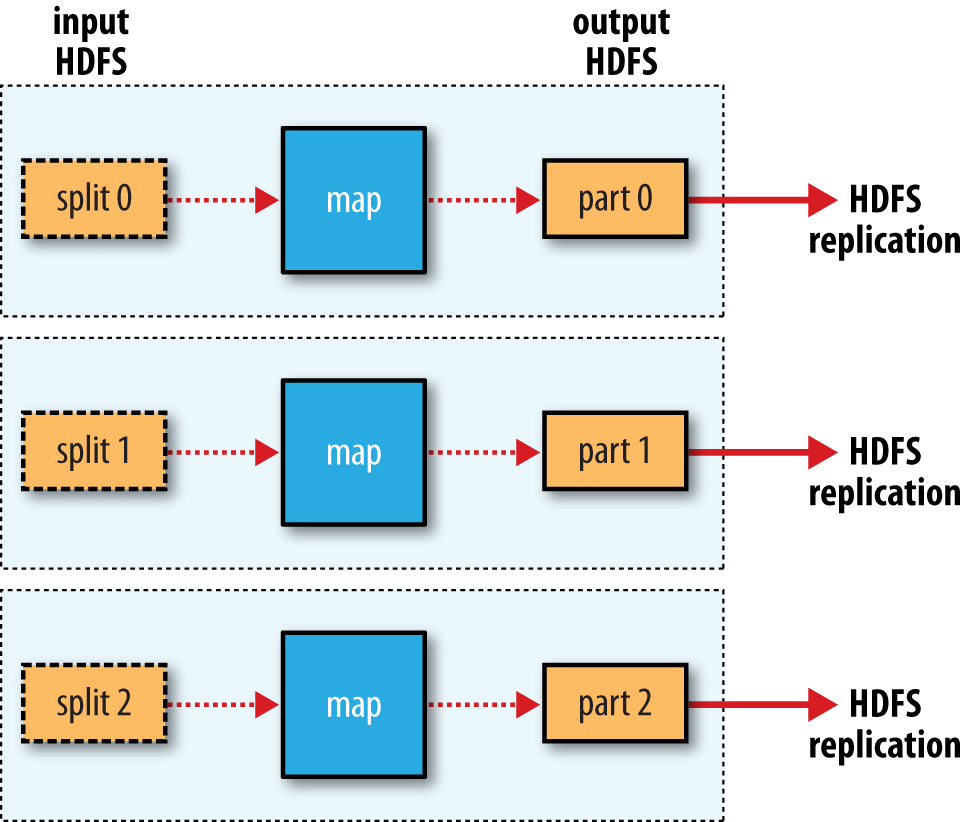 input
HDFS
output
HDFS
split 0
map
part 0
HDFS
replication
split 1
map
part 1
HDFS
replication
split 2
map
part 2
HDFS
replication